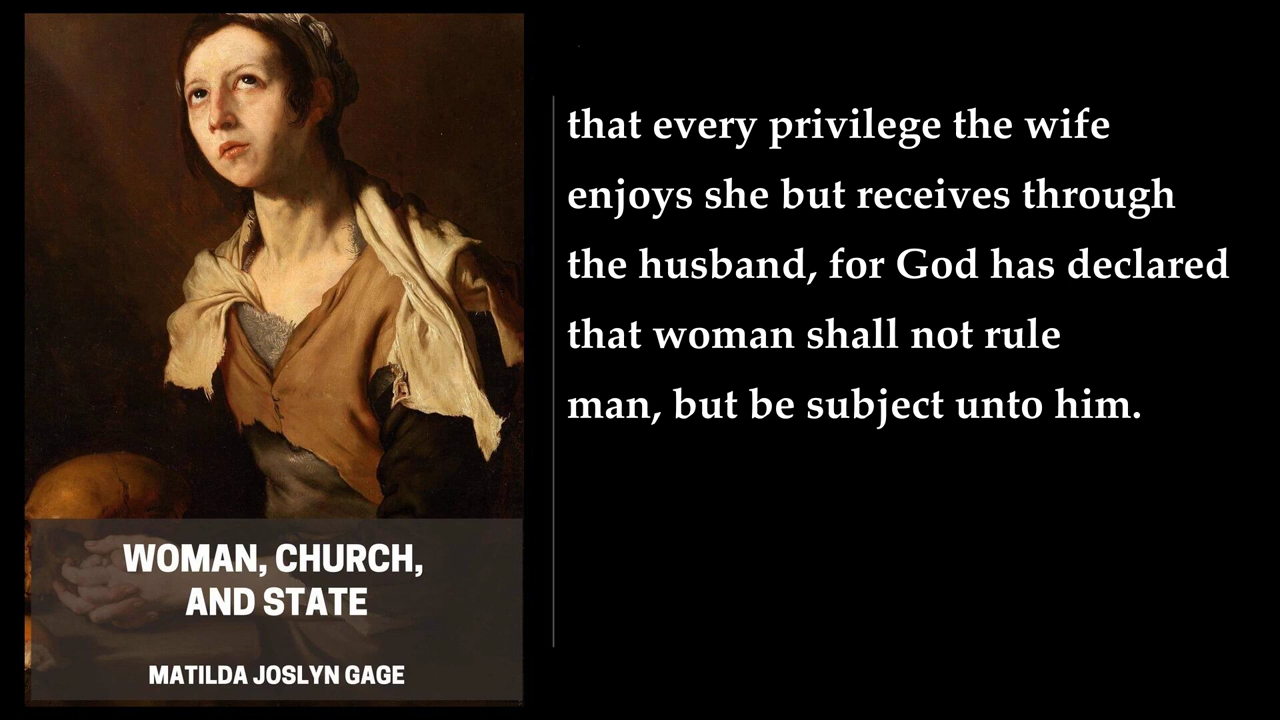 that every privilege the wife
enjoys she but receives through
the husband, for God has declared
that woman shall not rule
man, but be subject unto him.
WOMAN, CHURCH,
AND STATE
MATILDA JOSLYN GAGE